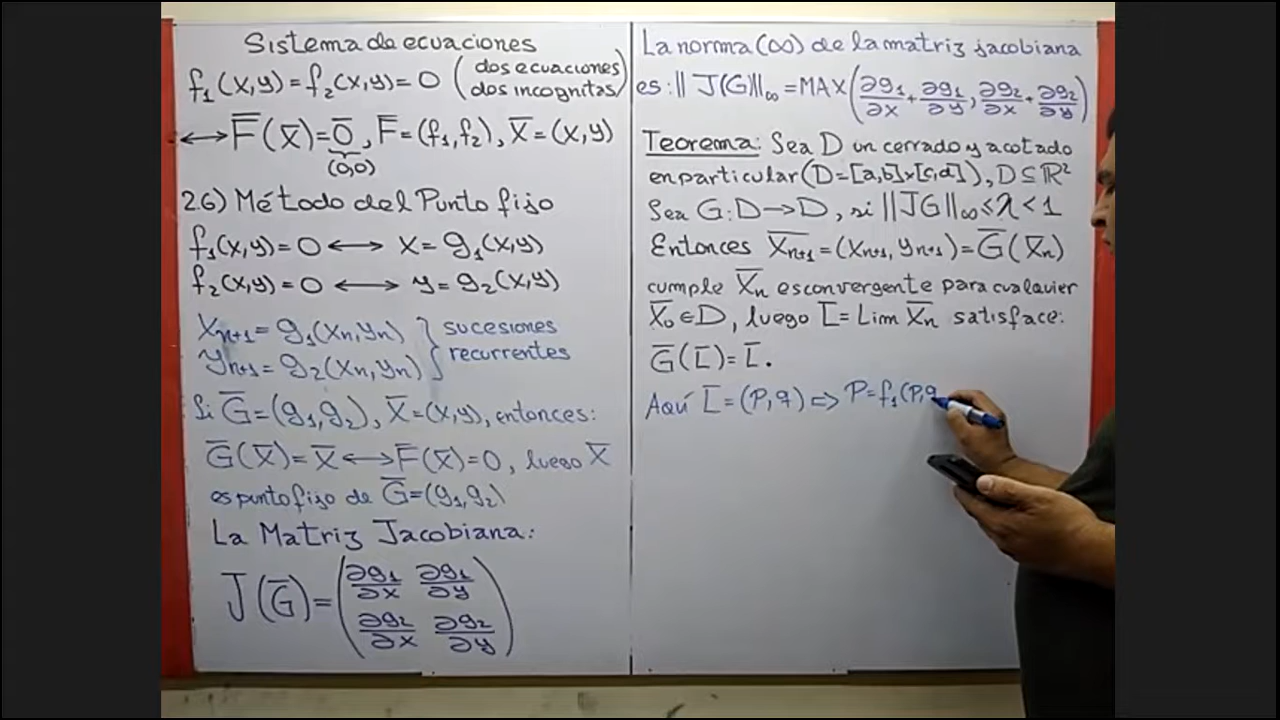 Sistema de ecuaciones
f₁(x,y)=f₂(x,y)=0 (dos ecuaciones
dos incognitas)
⟷ F̅(X̅)=0̅, F̅=(f₁,f₂), X̅=(x,y)
(0,0)
2.6) Método del Punto fijo
f₁(x,y)=0 ⟷ x=g₁(x,y)
f₂(x,y)=0 ⟷ y=g₂(x,y)
Xn+1=g₁(Xn,yn) } sucesiones
yn+1=g₂(Xn,yn) } recurrentes
Si G̅=(g₁,g₂), X̅=(x,y), entonces:
G̅(X̅)=X̅ ⟷ F̅(X̅)=0, luego X̅
es punto fijo de G̅=(g₁,g₂)
La Matriz Jacobiana:
J(G̅)=(∂g₁/∂x ∂g₁/∂y
∂g₂/∂x ∂g₂/∂y)
La norma (∞) de la matriz jacobiana
es: ||J(G)||∞=MAX(∂g₁/∂x+∂g₁/∂y, ∂g₂/∂x+∂g₂/∂y)
Teorema: Sea D un cerrado y acotado
en particular (D=[a,b]x[c,d]), D⊆ℝ²
Sea G:D→D, si ||JG||∞≤λ<1
Entonces X̅n+1=(Xn+1,yn+1)=G̅(X̅n)
cumple X̅n es convergente para cualquier
X̅₀∈D, luego L̅=Lim X̅n satisface:
G̅(L̅)=L̅.
Aquí L̅=(P,q) ⇒ P=f₁(P,q